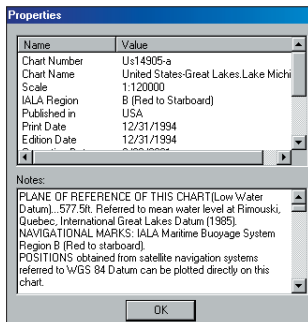 Properties
Name Value
Chart Number Us14905-a
Chart Name United States-Great Lakes.Lake Michi
Scale 1:120000
IALA Region B (Red to Starboard)
Published in USA
Print Date 12/31/1994
Edition Date 12/31/1994
Notes:
PLANE OF REFERENCE OF THIS CHART(Low Water
Datum)...577.5ft. Referred to mean water level at Rimouski,
Quebec, International Great Lakes Datum (1985).
NAVIGATIONAL MARKS: IALA Maritime Buoyage System
Region B (Red to starboard).
POSITIONS obtained from satellite navigation systems
referred to WGS 84 Datum can be plotted directly on this
chart.
OK